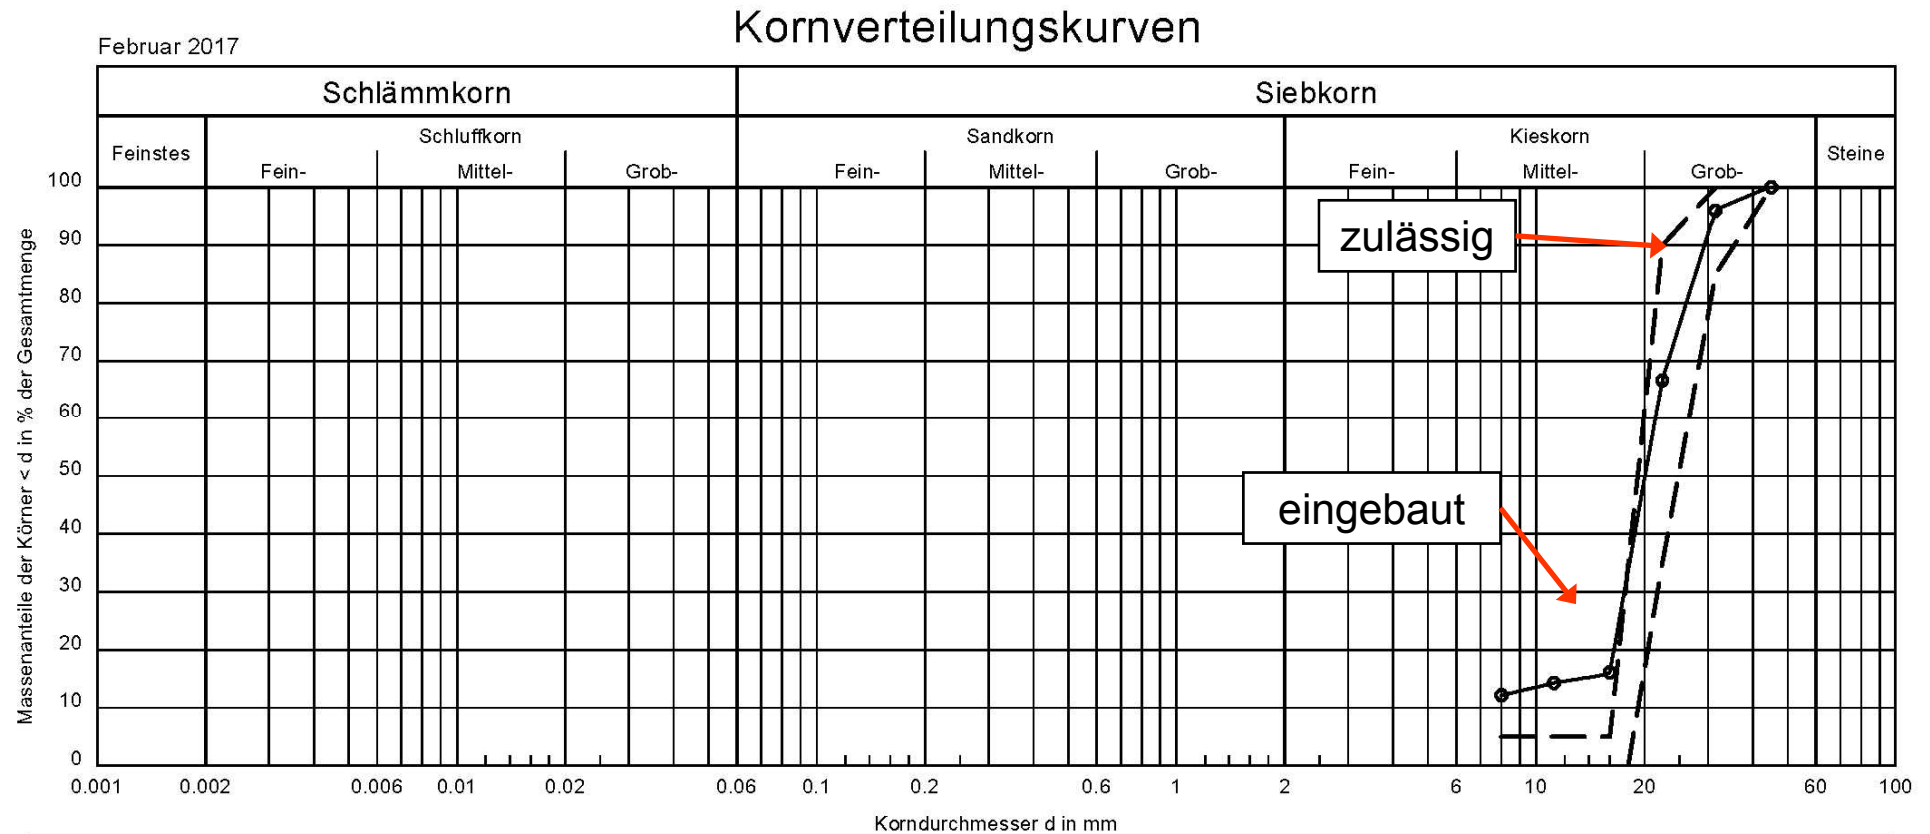 Kornverteilungskurven
Februar 2017
Schlämmkorn Siebkorn
Feinstes Schluffkorn Sandkorn Kieskorn Steine
Fein- Mittel- Grob- Fein- Mittel- Grob- Fein- Mittel- Grob-
Massenanteile der Körner < d in % der Gesamtmenge
100
90
80
70
60
50
40
30
20
10
0
zulässig
eingebaut
0.001 0.002 0.006 0.01 0.02 0.06 0.1 0.2 0.6 1 2 6 10 20 60 100
Korndurchmesser d in mm